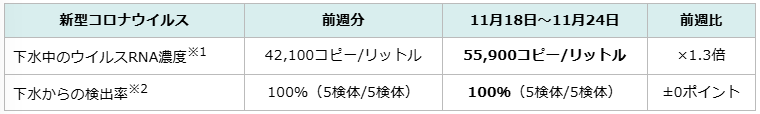 新型コロナウイルス 前週分 11月18日～11月24日 前週比
下水中のウイルスRNA濃度※1 42,100コピー/リットル 55,900コピー/リットル ×1.3倍
下水からの検出率※2 100%（5検体/5検体） 100%（5検体/5検体） ±0ポイント